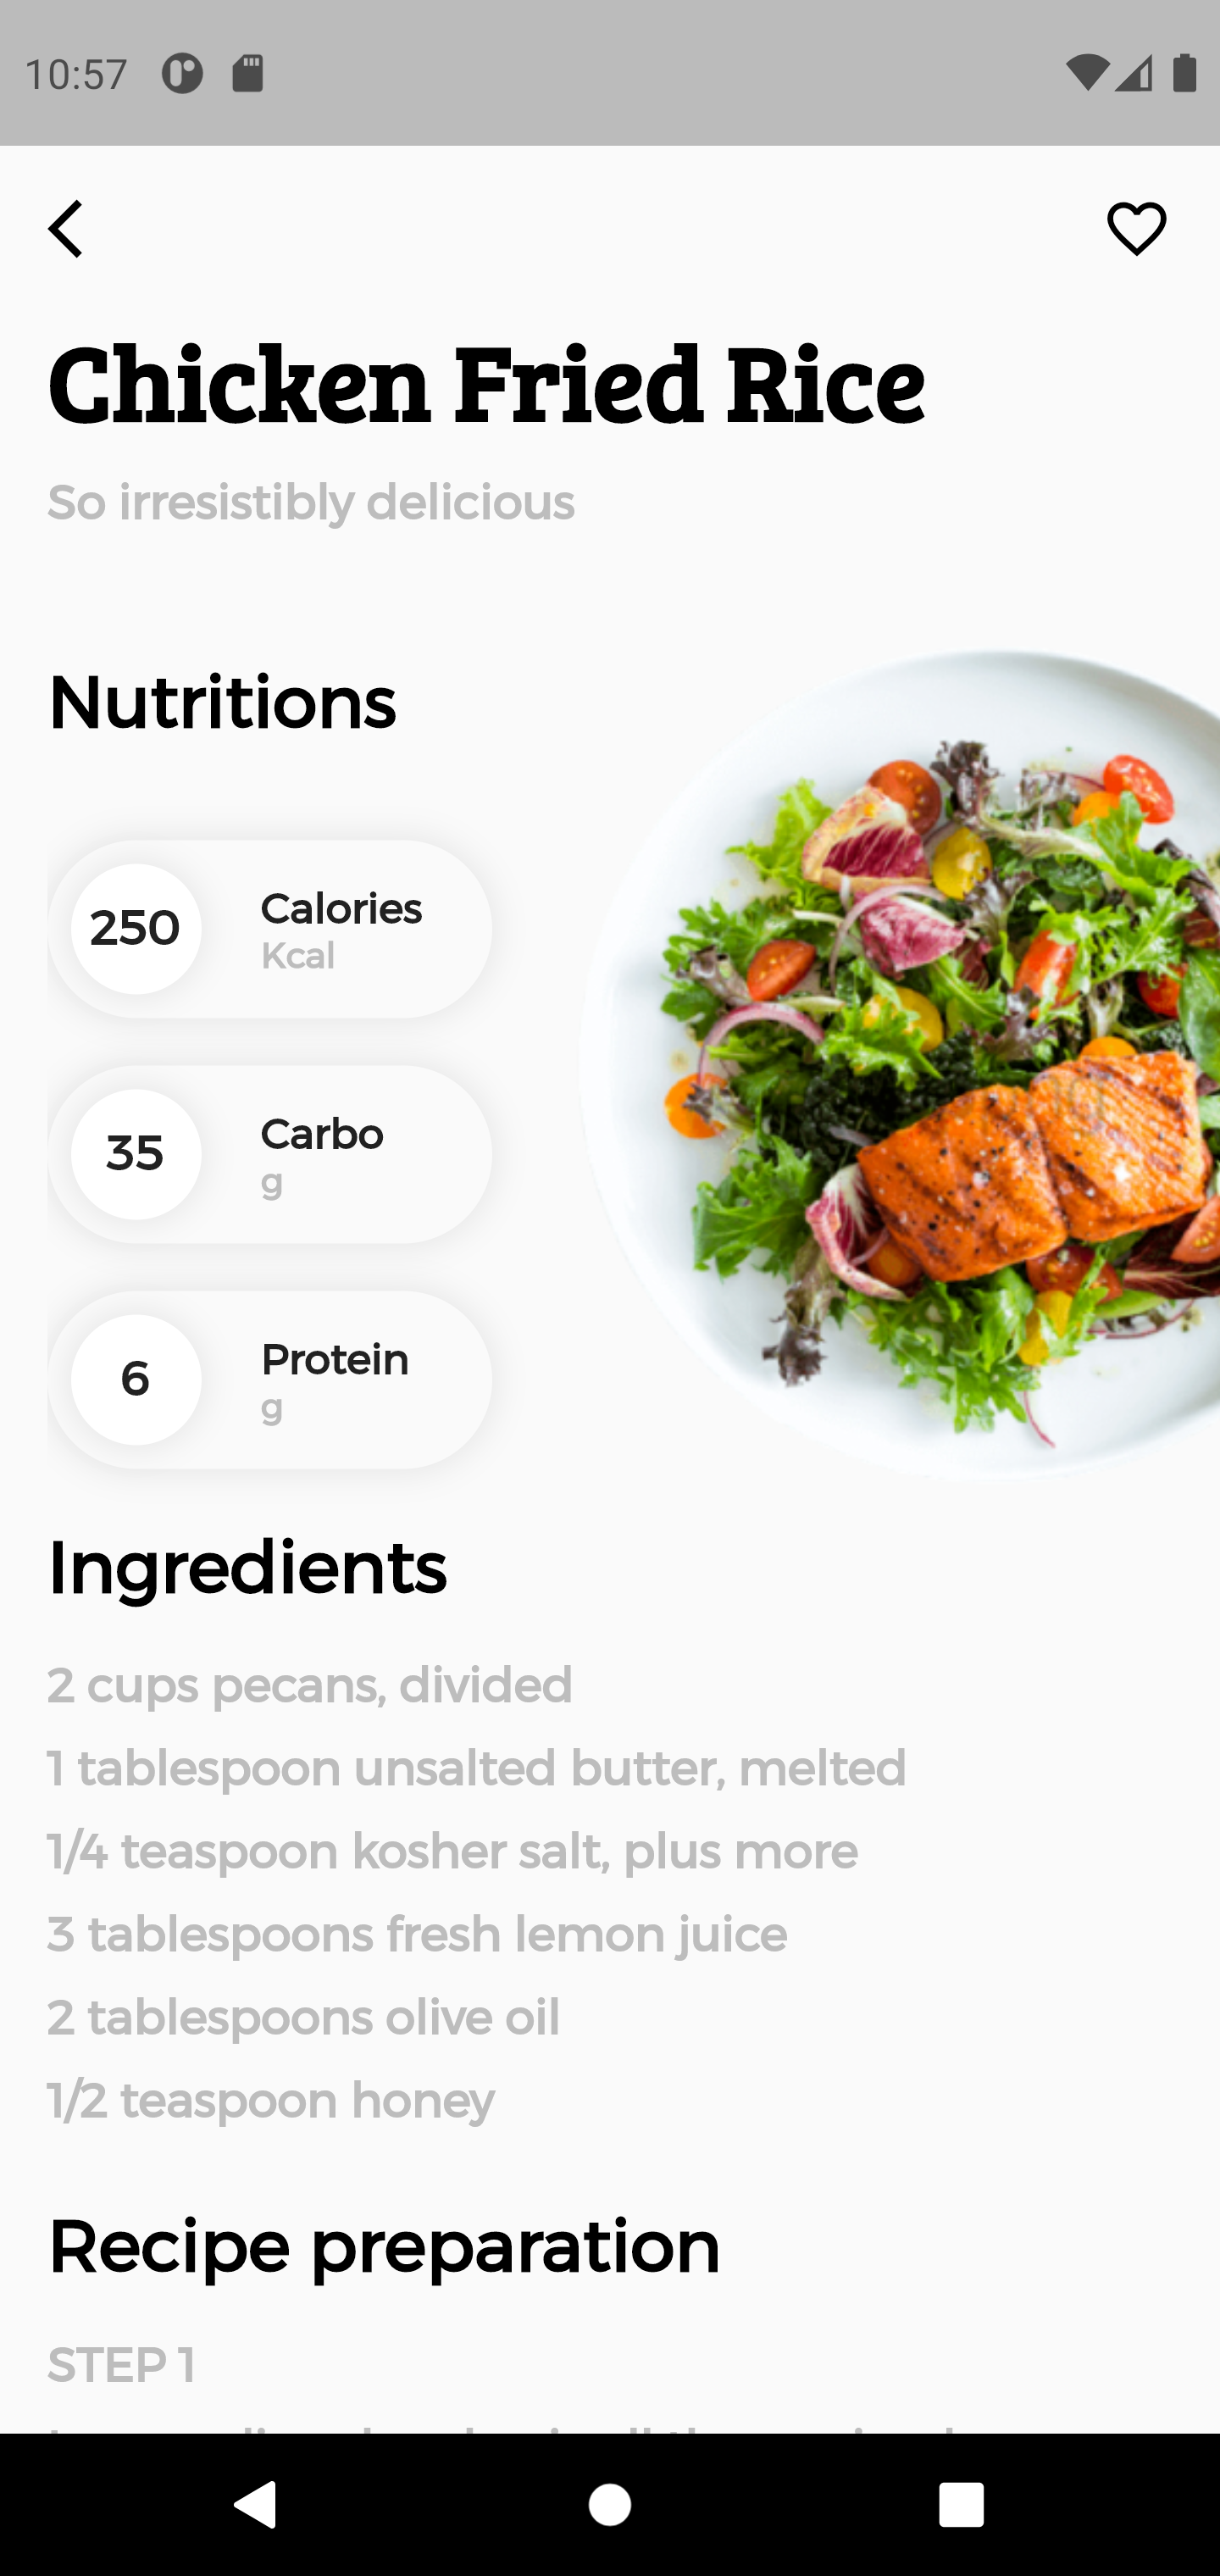 10:57
Chicken Fried Rice
So irresistibly delicious
Nutritions
250
Calories
Kcal
35
Carbo
g
6
Protein
g
Ingredients
2 cups pecans, divided
1 tablespoon unsalted butter, melted
1/4 teaspoon kosher salt, plus more
3 tablespoons fresh lemon juice
2 tablespoons olive oil
1/2 teaspoon honey
Recipe preparation
STEP 1